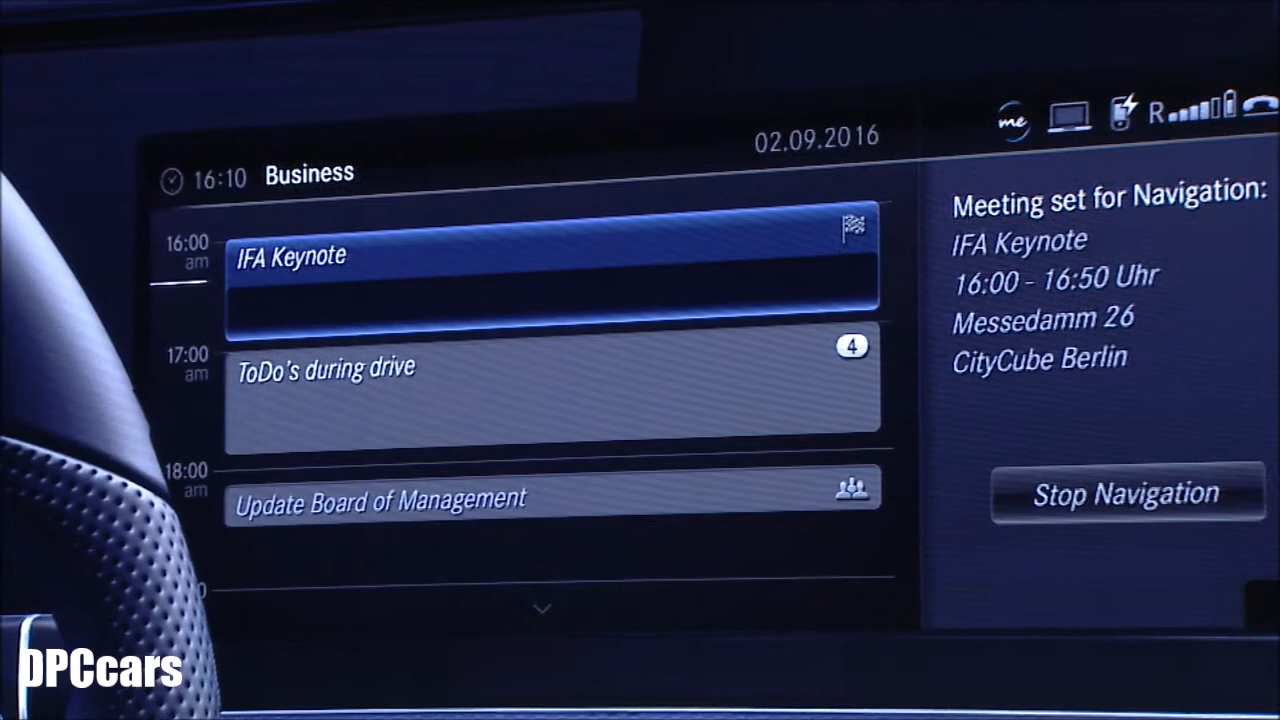 me
R
02.09.2016
16:10 Business
16:00
am
IFA Keynote
17:00
am
ToDo's during drive
4
18:00
am
Update Board of Management
Meeting set for Navigation:
IFA Keynote
16:00 - 16:50 Uhr
Messedamm 26
CityCube Berlin
Stop Navigation
DPCcars